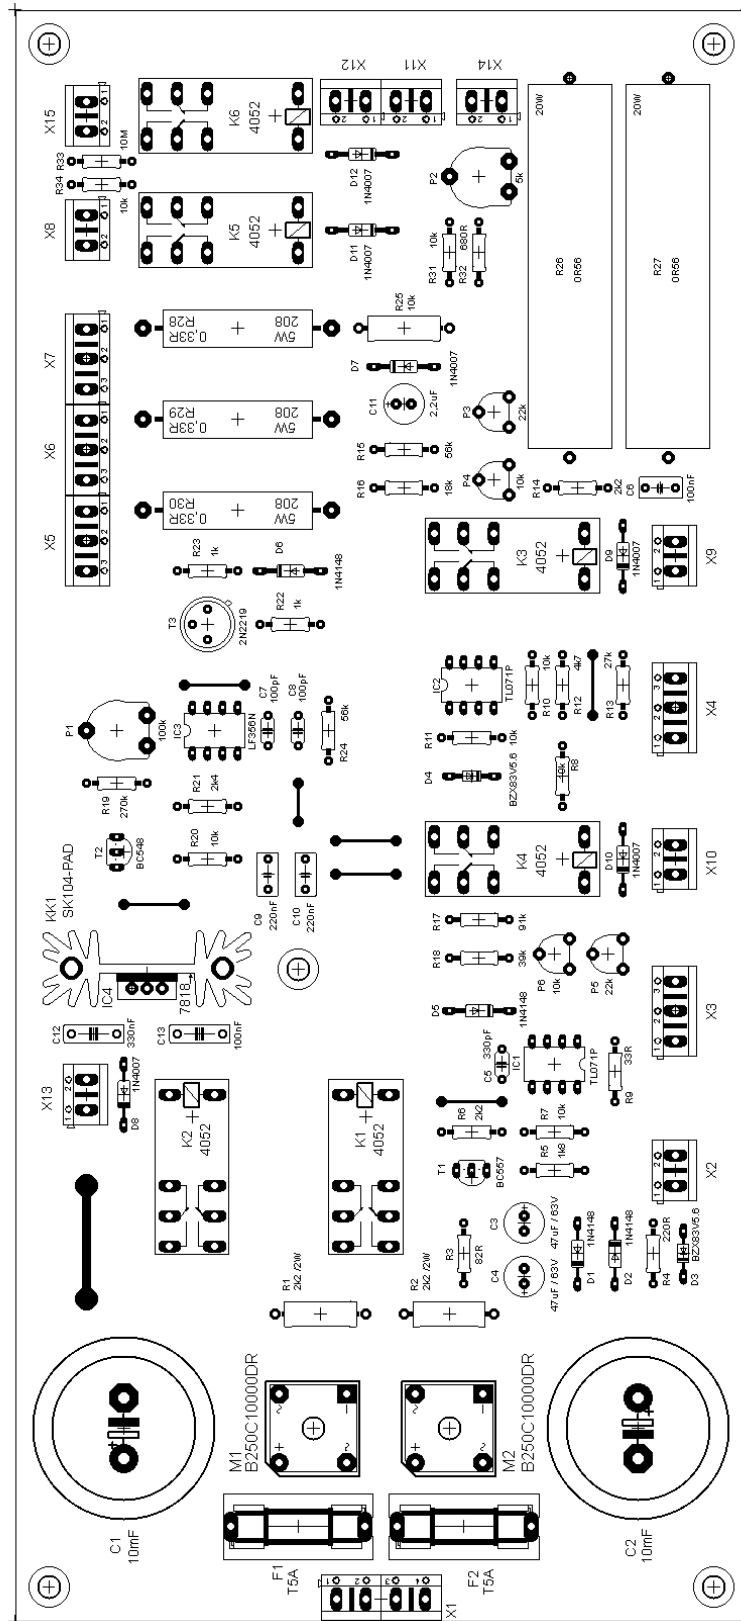 X12
X11
X14
X15
K6
4052
20W
20W
10M
R33
R34
10k
D12
1N4007
P2
5k
X8
K5
4052
D11
1N4007
10k
R31
680R
R32
R26
0R56
R27
0R56
R28
0,33R
5W
208
R25
10k
X7
D7
1N4007
C11
2,2uF
P3
22k
X6
R29
0,33R
5W
208
R15
56k
P4
10k
R16
18k
R14
2k2
C6
100nF
X5
R30
0,33R
5W
208
R23
1k
D6
1N4148
K3
4052
D9
1N4007
X9
T3
2N2219
R22
1k
C7
100pF
C8
100pF
IC2
TL071P
10k
R10
4k7
R12
27k
R13
X4
P1
100k
IC3
LF356N
56k
R24
R11
10k
R19
270k
R21
2k4
D4
BZX83V5.6
R8
T2
BC548
R20
10k
K4
4052
D10
1N4007
X10
C9
220nF
C10
220nF
KK1
SK104-PAD
R17
91k
R18
39k
P6
10k
P5
22k
IC4
7818
D5
1N4148
X3
C12
330nF
C13
100nF
330pF
C5
IC1
TL071P
33R
R9
X13
1N4007
D8
K2
4052
K1
4052
R6
2k2
R7
10k
T1
BC557
R5
1k8
X2
R3
82R
C3
47uF / 63V
C4
47uF / 63V
1N4148
D1
1N4148
D2
220R
R4
BZX83V5.6
D3
R1
2k2 /2W
R2
2k2 /2W
M1
B250C10000DR
M2
B250C10000DR
C1
10mF
C2
10mF
F1
T5A
F2
T5A
X1